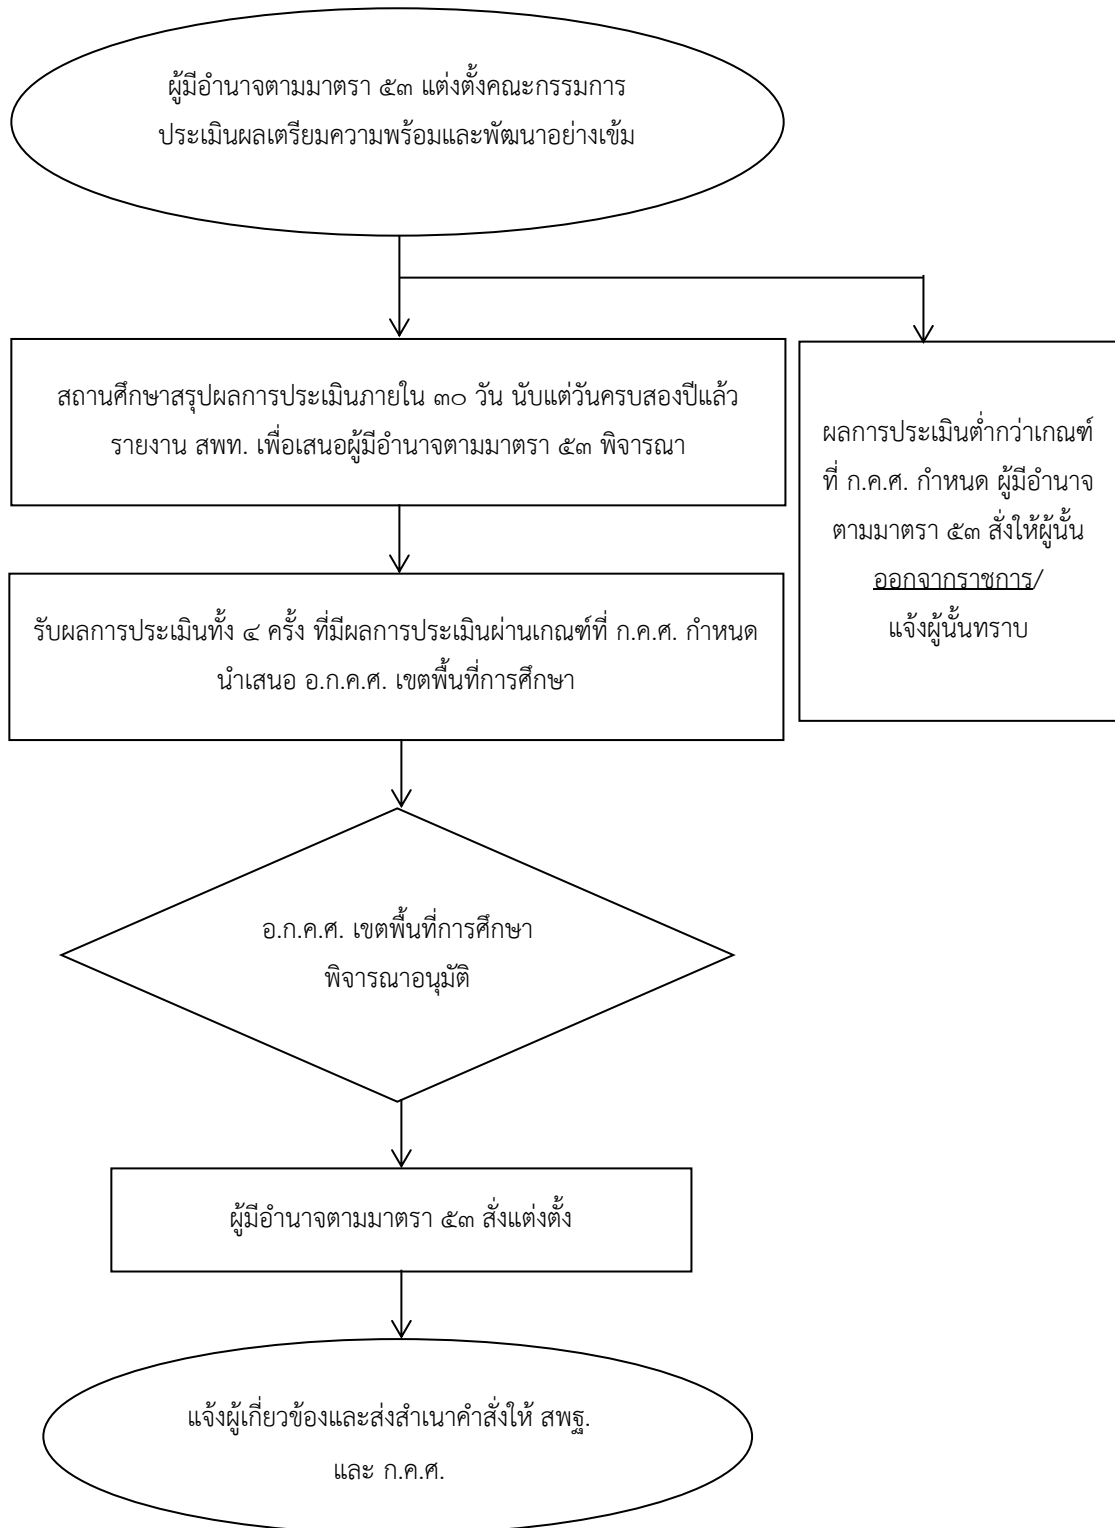 ผู้มีอำนาจตามมาตรา ๕๓ แต่งตั้งคณะกรรมการ
ประเมินผลเตรียมความพร้อมและพัฒนาอย่างเข้ม
สถานศึกษาสรุปผลการประเมินภายใน ๓๐ วัน นับแต่วันครบสองปีแล้ว
รายงาน สพท. เพื่อเสนอผู้มีอำนาจตามมาตรา ๕๓ พิจารณา
ผลการประเมินต่ำกว่าเกณฑ์
ที่ ก.ค.ศ. กำหนด ผู้มีอำนาจ
ตามมาตรา ๕๓ สั่งให้ผู้นั้น
ออกจากราชการ/
แจ้งผู้นั้นทราบ
รับผลการประเมินทั้ง ๔ ครั้ง ที่มีผลการประเมินผ่านเกณฑ์ที่ ก.ค.ศ. กำหนด
นำเสนอ อ.ก.ค.ศ. เขตพื้นที่การศึกษา
อ.ก.ค.ศ. เขตพื้นที่การศึกษา
พิจารณาอนุมัติ
ผู้มีอำนาจตามมาตรา ๕๓ สั่งแต่งตั้ง
แจ้งผู้เกี่ยวข้องและส่งสำเนาคำสั่งให้ สพฐ.
และ ก.ค.ศ.